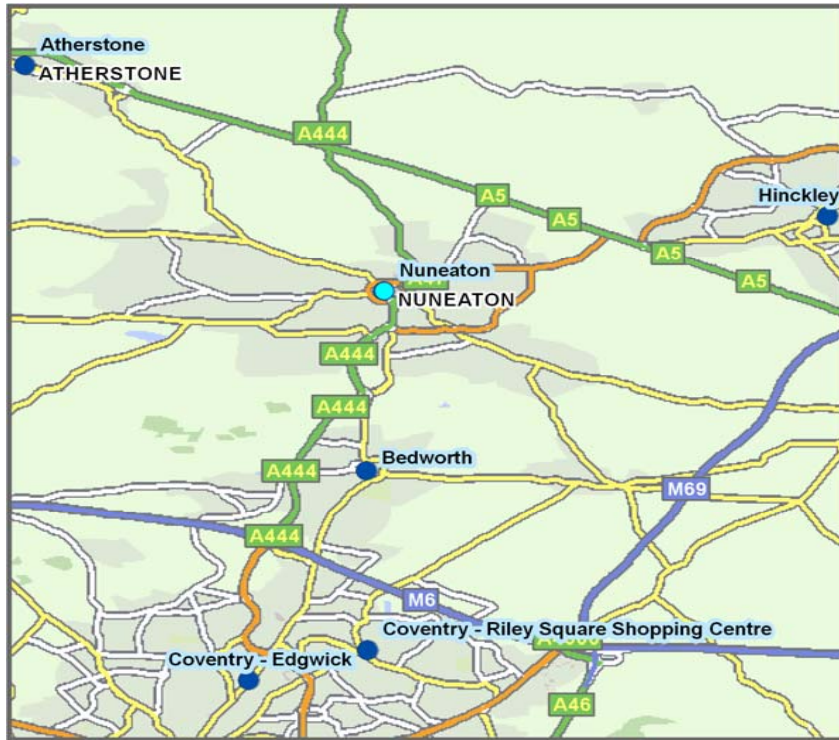 Atherstone
ATHERSTONE
A444
A5
A5
Hinckley
A5
A5
Nuneaton
NUNEATON
A444
A444
Bedworth
A444
M69
A444
M6
Coventry - Riley Square Shopping Centre
Coventry - Edgwick
A46